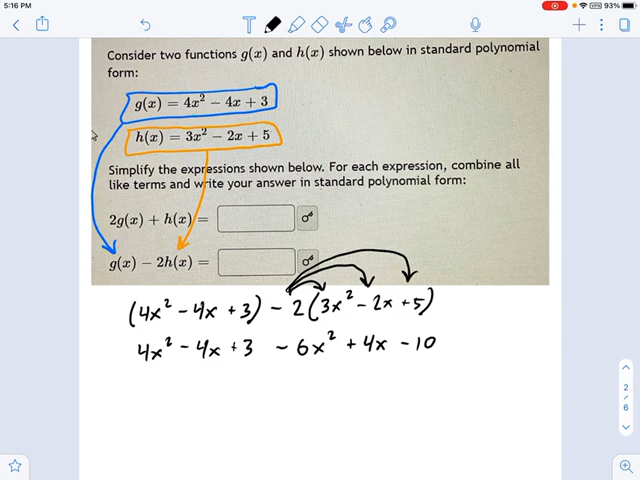 5:16 PM
93%
Consider two functions g(x) and h(x) shown below in standard polynomial
form:
g(x) = 4x² − 4x + 3
h(x) = 3x² − 2x + 5
Simplify the expressions shown below. For each expression, combine all
like terms and write your answer in standard polynomial form:
2g(x) + h(x) =
g(x) − 2h(x) =
(4x² − 4x + 3) − 2(3x² − 2x + 5)
4x² − 4x + 3 − 6x² + 4x − 10
2
/
6